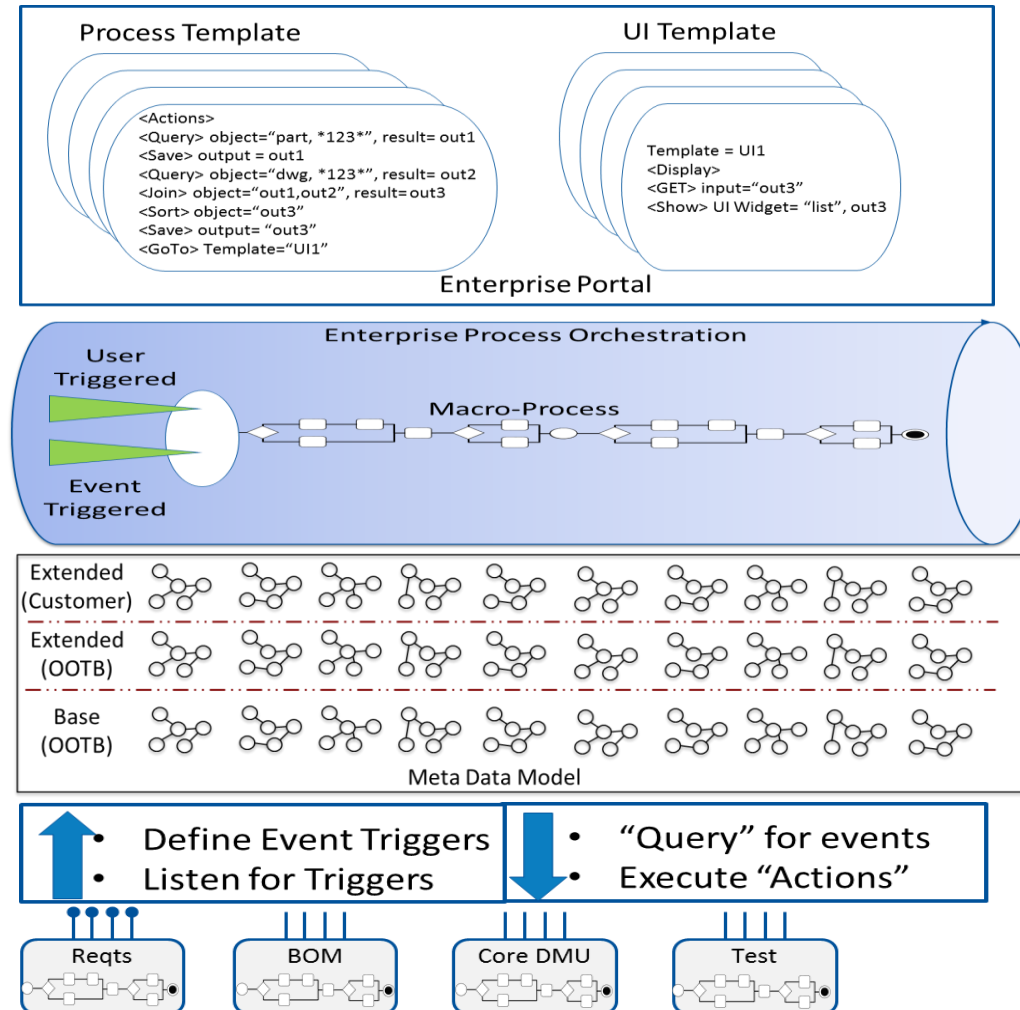 Process Template
<Actions>
<Query> object=“part, *123*”, result= out1
<Save> output = out1
<Query> object=“dwg, *123*”, result= out2
<Join> object=“out1,out2”, result= out3
<Sort> object=“out3”
<Save> output= “out3”
<GoTo> Template=“UI1”
UI Template
Template = UI1
<Display>
<GET> input=“out3”
<Show> UI Widget= “list”, out3
Enterprise Portal
Enterprise Process Orchestration
User
Triggered
Macro-Process
Event
Triggered
Extended
(Customer)
Extended
(OOTB)
Base
(OOTB)
Meta Data Model
• Define Event Triggers
• Listen for Triggers
• “Query” for events
• Execute “Actions”
Reqts
BOM
Core DMU
Test